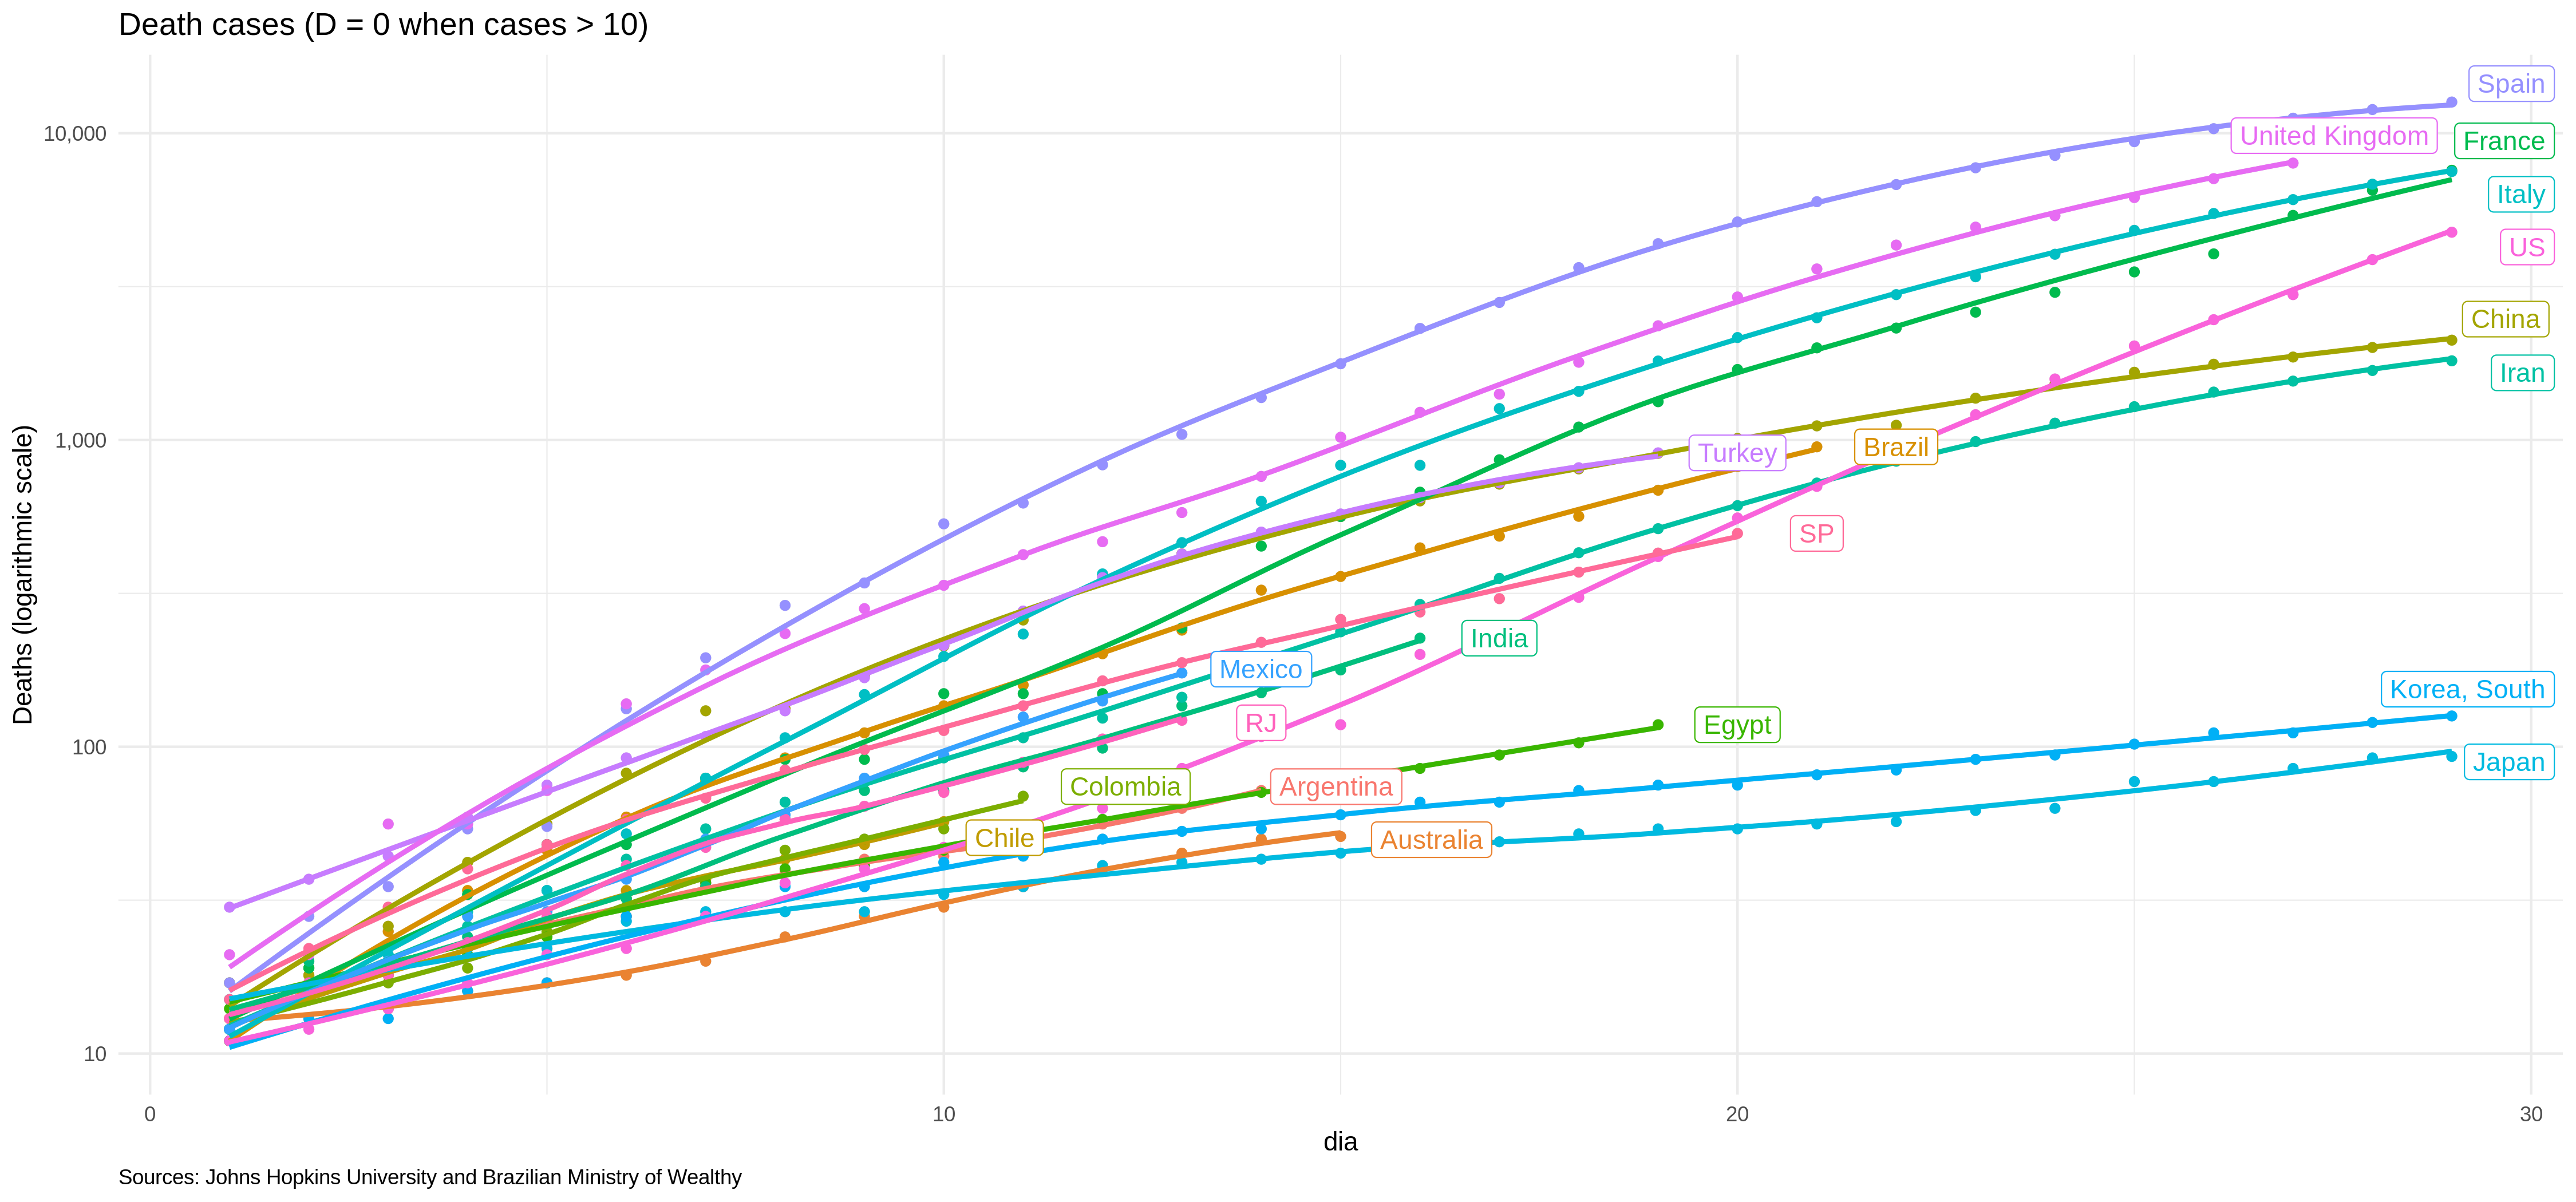 Death cases (D = 0 when cases > 10)
Spain
10,000
United Kingdom
France
Italy
US
China
Iran
1,000
Turkey
Brazil
SP
India
Mexico
Korea, South
RJ
Egypt
100
Japan
Colombia
Argentina
Chile
Australia
10
Deaths (logarithmic scale)
0
10
20
30
dia
Sources: Johns Hopkins University and Brazilian Ministry of Wealthy